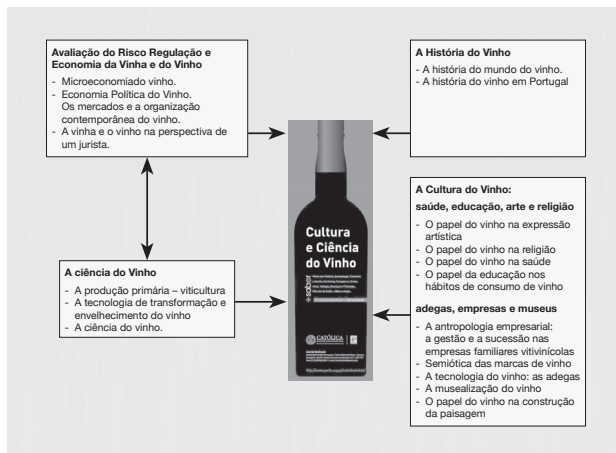 Avaliação do Risco Regulação e
Economia da Vinha e do Vinho
- Microeconomiado vinho.
- Economia Política do Vinho.
Os mercados e a organização
contemporânea do vinho.
- A vinha e o vinho na perspectiva de
um jurista.
A ciência do Vinho
- A produção primária – viticultura
- A tecnologia de transformação e
envelhecimento do vinho
- A ciência do vinho.
Cultura
e Ciência
do Vinho
+saber
CATÓLICA
A História do Vinho
- A história do mundo do vinho.
- A história do vinho em Portugal
A Cultura do Vinho:
saúde, educação, arte e religião
- O papel do vinho na expressão
artística
- O papel do vinho na religião
- O papel do vinho na saúde
- O papel da educação nos
hábitos de consumo de vinho
adegas, empresas e museus
- A antropologia empresarial:
a gestão e a sucessão nas
empresas familiares vitivinícolas
- Semiótica das marcas de vinho
- A tecnologia do vinho: as adegas
- A musealização do vinho
- O papel do vinho na construção
da paisagem